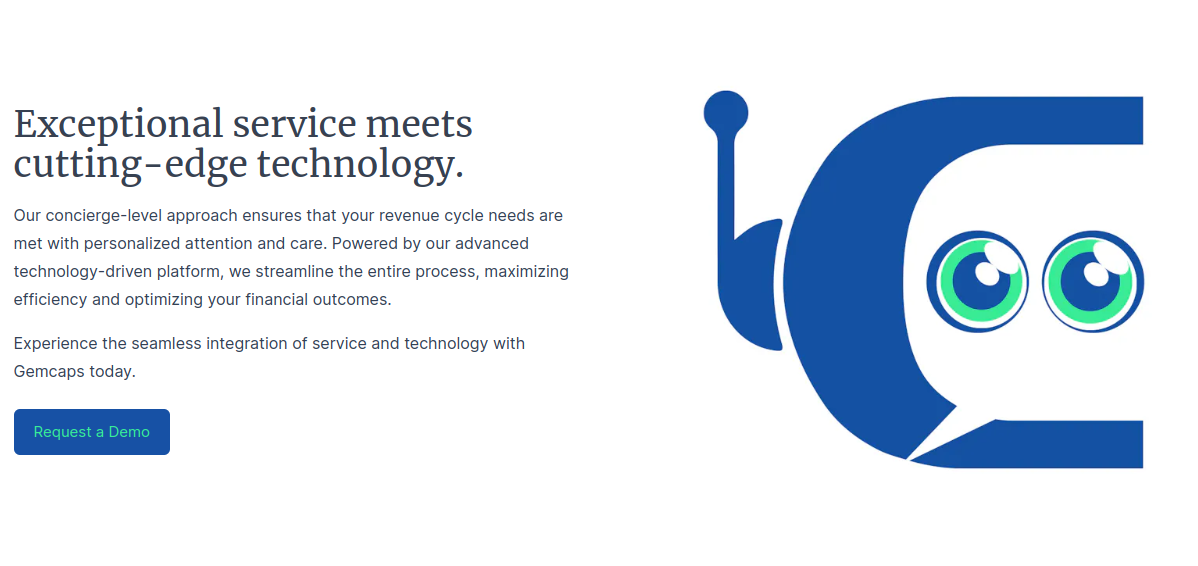 Exceptional service meets
cutting-edge technology.
Our concierge-level approach ensures that your revenue cycle needs are
met with personalized attention and care. Powered by our advanced
technology-driven platform, we streamline the entire process, maximizing
efficiency and optimizing your financial outcomes.
Experience the seamless integration of service and technology with
Gemcaps today.
Request a Demo